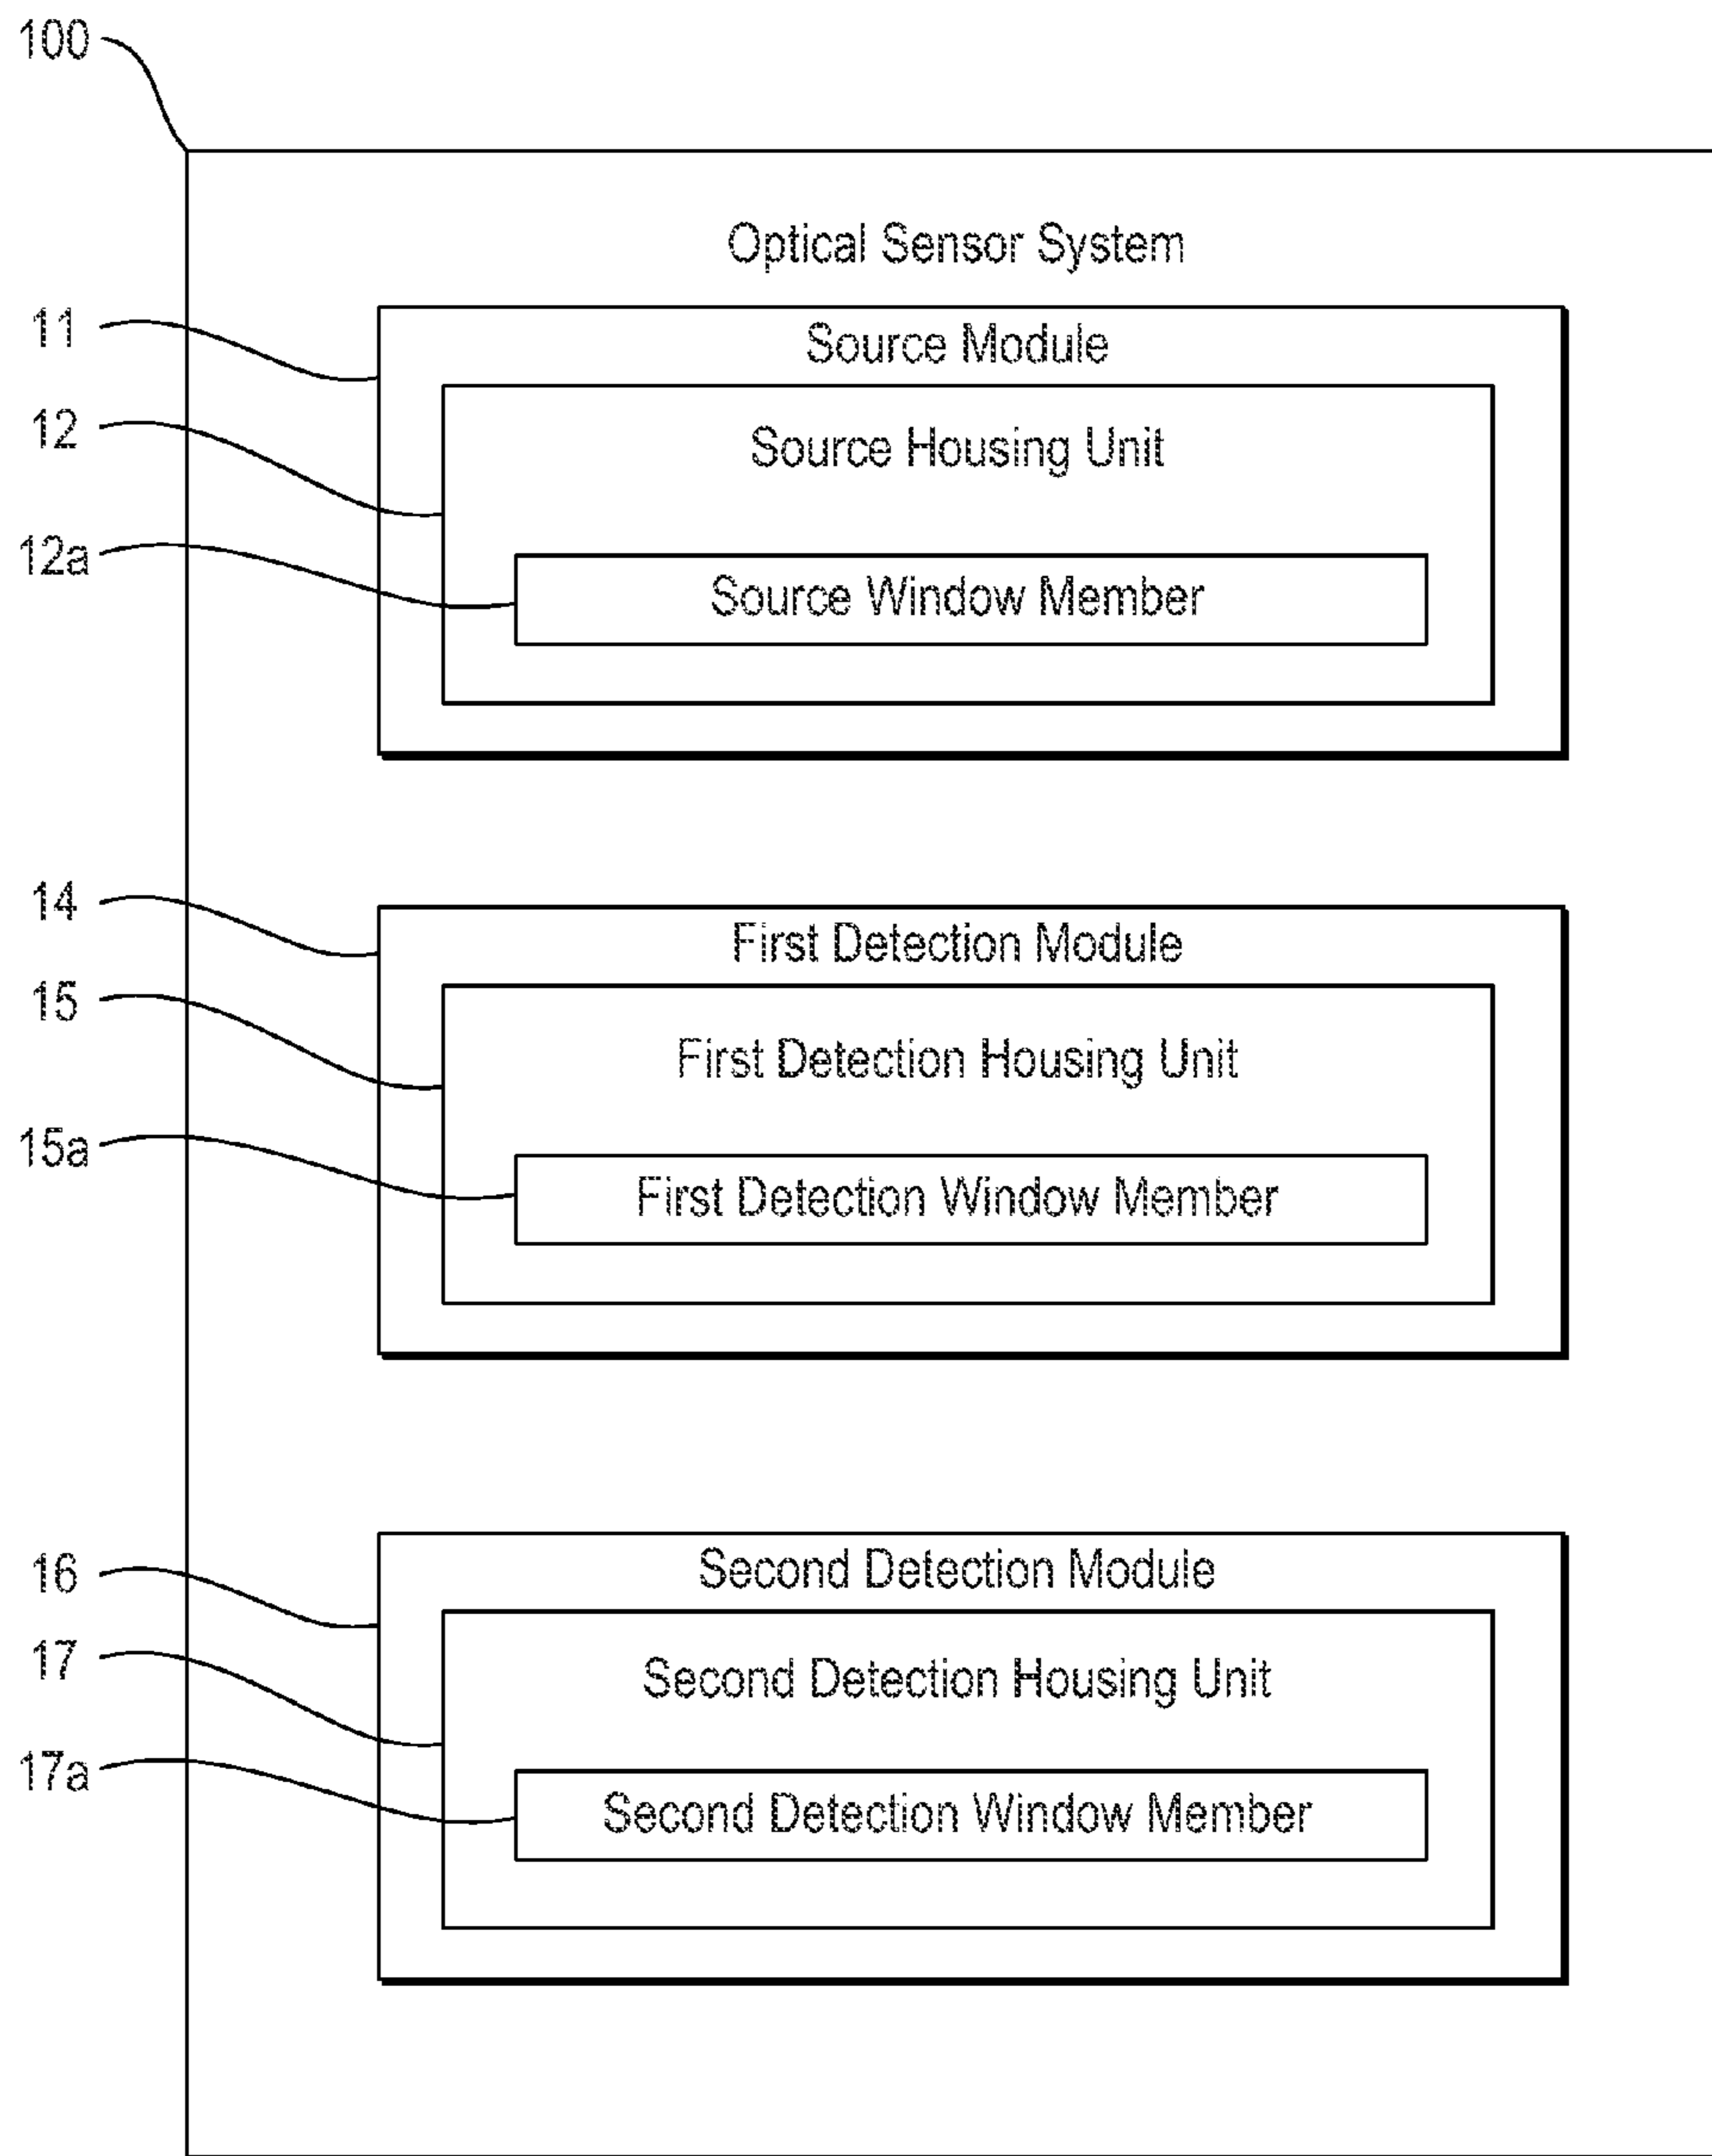 100
Optical Sensor System
11
Source Module
12
Source Housing Unit
12a
Source Window Member
14
First Detection Module
15
First Detection Housing Unit
15a
First Detection Window Member
16
Second Detection Module
17
Second Detection Housing Unit
17a
Second Detection Window Member